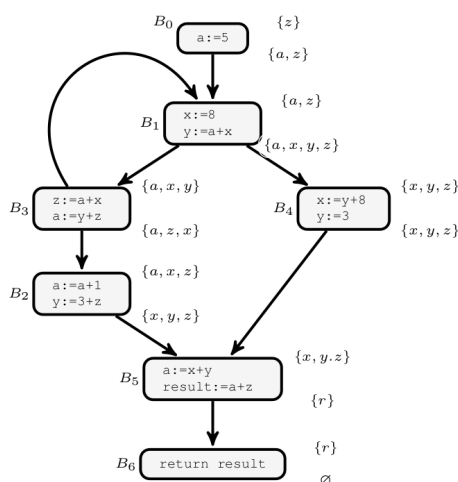 B0 {z}
a:=5
{a, z}
B1 {a, z}
x:=8
y:=a+x
{a, x, y, z}
B3 {a, x, y}
z:=a+x
a:=y+z
{a, z, x}
B4 {x, y, z}
x:=y+8
y:=3
{x, y, z}
B2 {a, x, z}
a:=a+1
y:=3+z
{x, y, z}
B5 {x, y.z}
a:=x+y
result:=a+z
{r}
B6 {r}
return result
∅